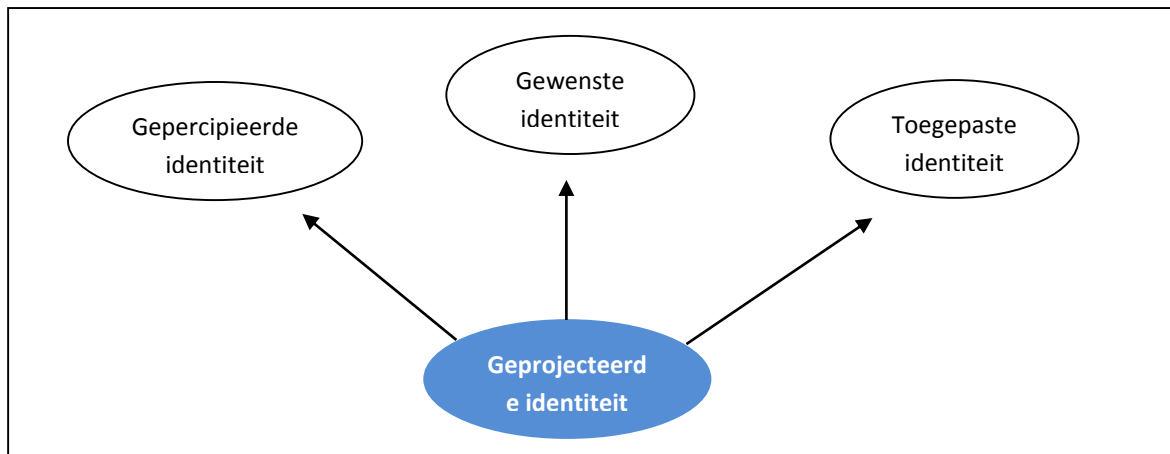 Gepercipieerde
identiteit
Gewenste
identiteit
Toegepaste
identiteit
Geprojecteerd
e identiteit